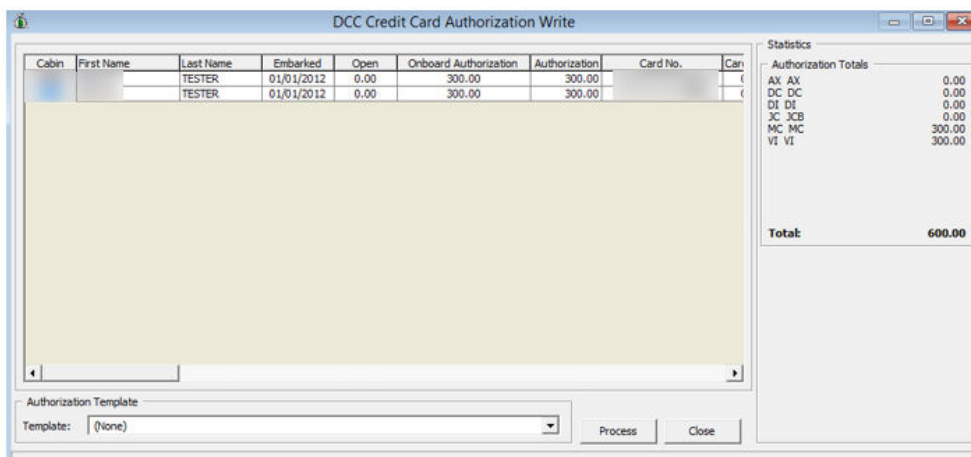 DCC Credit Card Authorization Write
Cabin First Name Last Name Embarked Open Onboard Authorization Authorization Card No. Car
TESTER 01/01/2012 0.00 300.00 300.00
TESTER 01/01/2012 0.00 300.00 300.00
Authorization Template
Template: (None)
Process Close
Statistics
Authorization Totals
AX AX 0.00
DC DC 0.00
DI DI 0.00
JC JCB 0.00
MC MC 300.00
VI VI 300.00
Total: 600.00